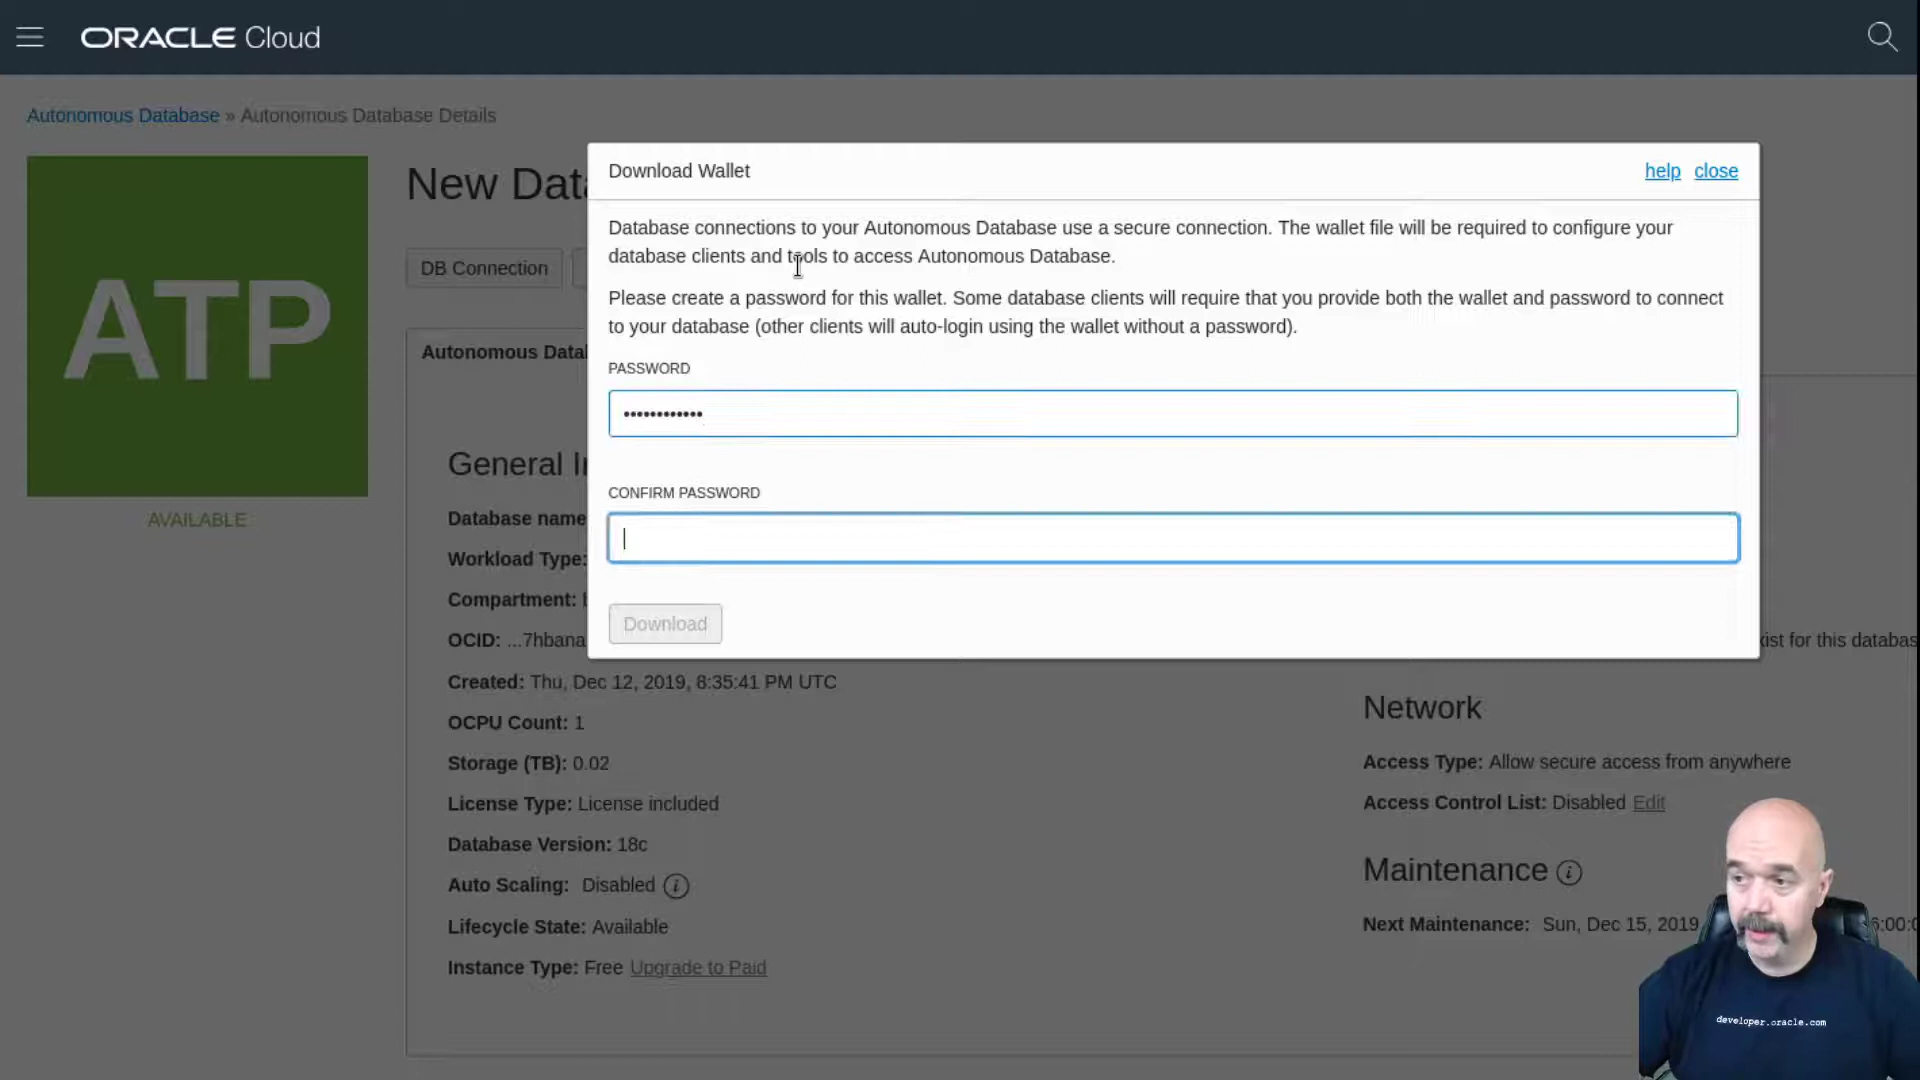 ORACLE Cloud
Autonomous Database » Autonomous Database Details
ATP
AVAILABLE
New Dat
DB Connection
Autonomous Datal
General I
Database name
Workload Type:
Compartment:
OCID: ...7hbana
Created: Thu, Dec 12, 2019, 8:35:41 PM UTC
OCPU Count: 1
Storage (TB): 0.02
License Type: License included
Database Version: 18c
Auto Scaling: Disabled i
Lifecycle State: Available
Instance Type: Free Upgrade to Paid
Download Wallet
help close
Database connections to your Autonomous Database use a secure connection. The wallet file will be required to configure your
database clients and tools to access Autonomous Database.
Please create a password for this wallet. Some database clients will require that you provide both the wallet and password to connect
to your database (other clients will auto-login using the wallet without a password).
PASSWORD
••••••••••••
CONFIRM PASSWORD
Download
xist for this databas
Network
Access Type: Allow secure access from anywhere
Access Control List: Disabled Edit
Maintenance i
Next Maintenance: Sun, Dec 15, 2019 6:00:0
developer.oracle.com